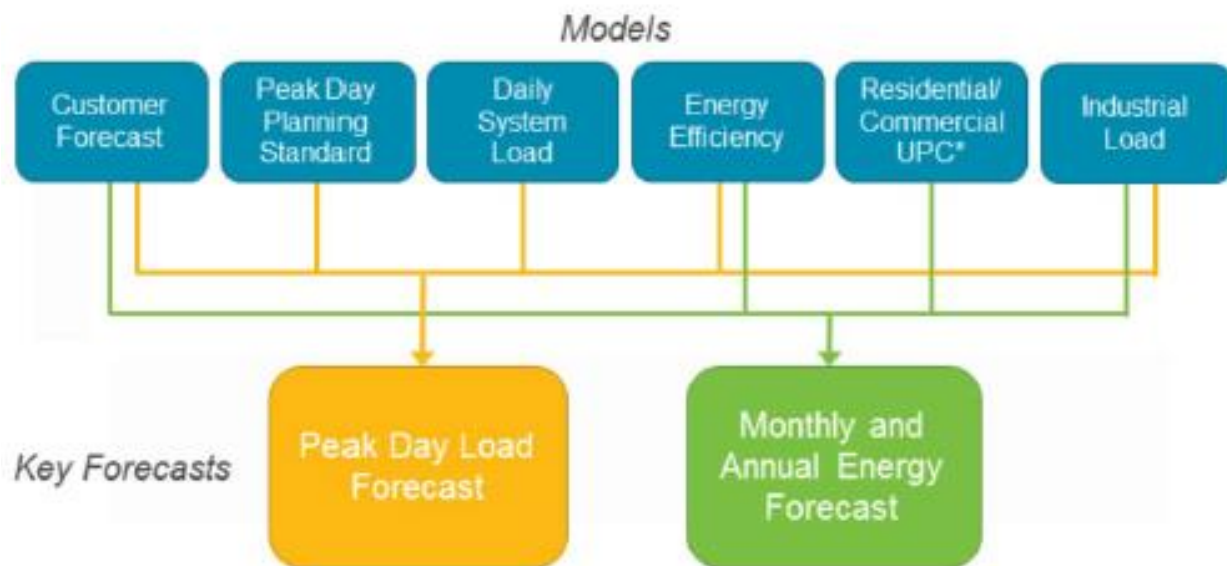 Models
Customer
Forecast
Peak Day
Planning
Standard
Daily
System
Load
Energy
Efficiency
Residential/
Commercial
UPC*
Industrial
Load
Key Forecasts
Peak Day Load
Forecast
Monthly and
Annual Energy
Forecast